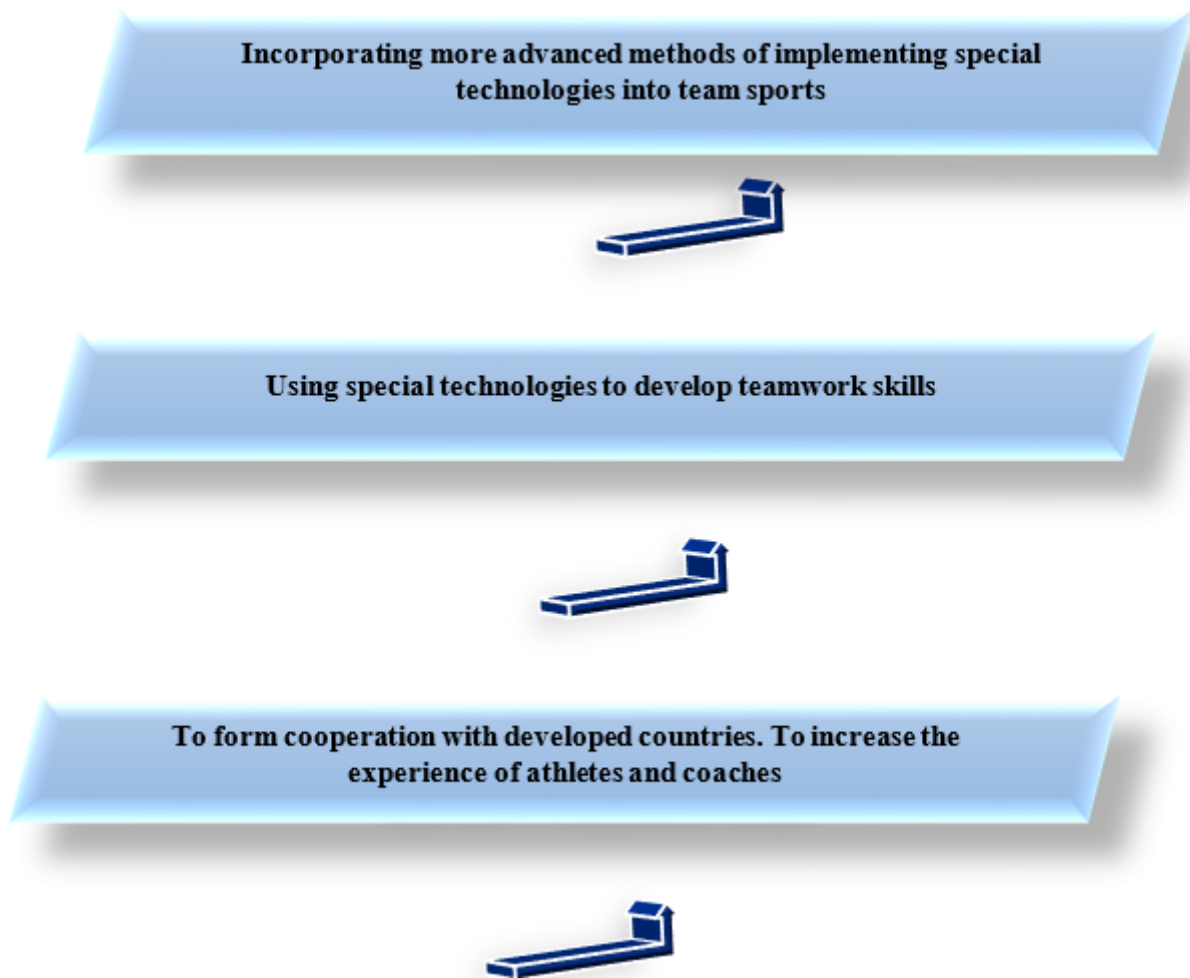 Incorporating more advanced methods of implementing special
technologies into team sports
Using special technologies to develop teamwork skills
To form cooperation with developed countries. To increase the
experience of athletes and coaches